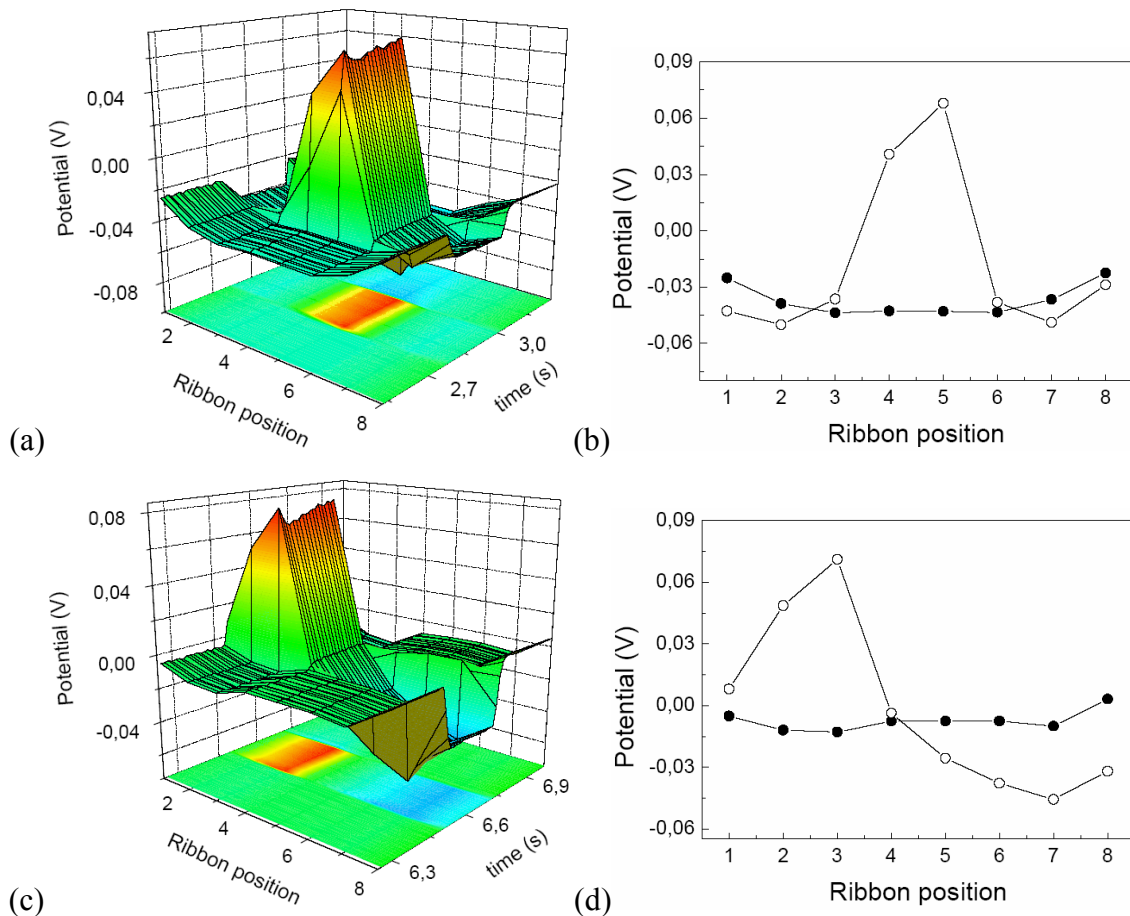 0,04
0,00
-0,04
-0,08
Potential (V)
2
4
6
8
Ribbon position
2,7
3,0
time (s)
(a)
0,09
0,06
0,03
0,00
-0,03
-0,06
Potential (V)
1 2 3 4 5 6 7 8
Ribbon position
(b)
0,08
0,04
0,00
-0,04
Potential (V)
2
4
6
8
Ribbon position
6,3
6,6
6,9
time (s)
(c)
0,09
0,06
0,03
0,00
-0,03
-0,06
Potential (V)
1 2 3 4 5 6 7 8
Ribbon position
(d)